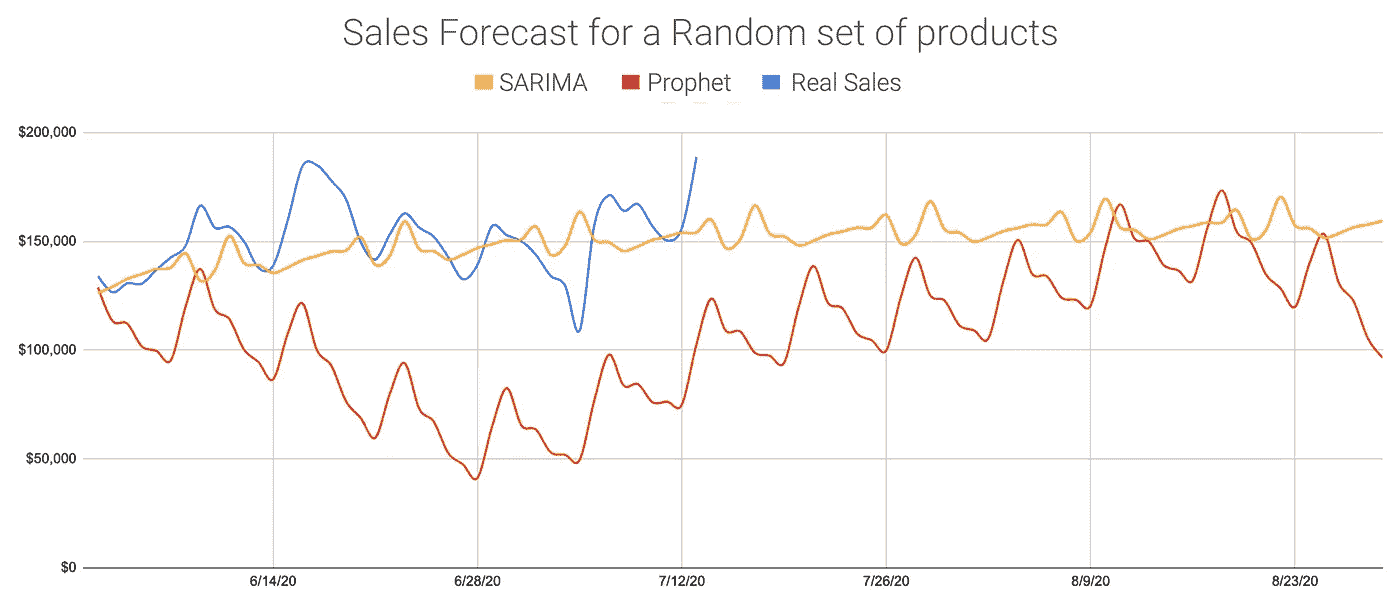 Sales Forecast for a Random set of products
SARIMA Prophet Real Sales
$200,000
$150,000
$100,000
$50,000
$0
6/14/20 6/28/20 7/12/20 7/26/20 8/9/20 8/23/20